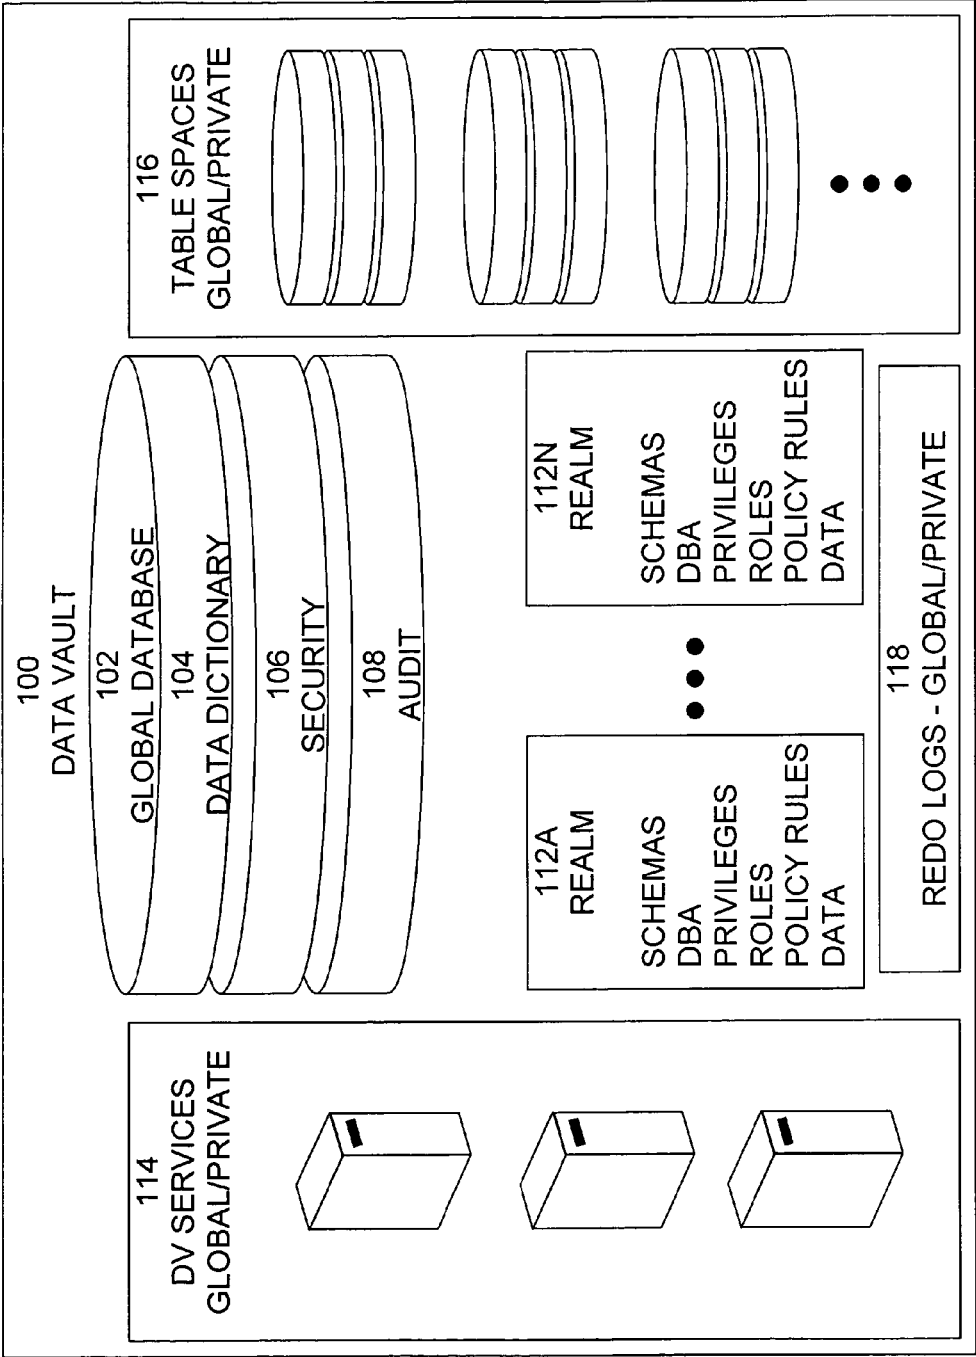 100
DATA VAULT
102
GLOBAL DATABASE
104
DATA DICTIONARY
106
SECURITY
108
AUDIT
114
DV SERVICES
GLOBAL/PRIVATE
116
TABLE SPACES
GLOBAL/PRIVATE
112A
REALM
SCHEMAS
DBA
PRIVILEGES
ROLES
POLICY RULES
DATA
112N
REALM
SCHEMAS
DBA
PRIVILEGES
ROLES
POLICY RULES
DATA
118
REDO LOGS - GLOBAL/PRIVATE